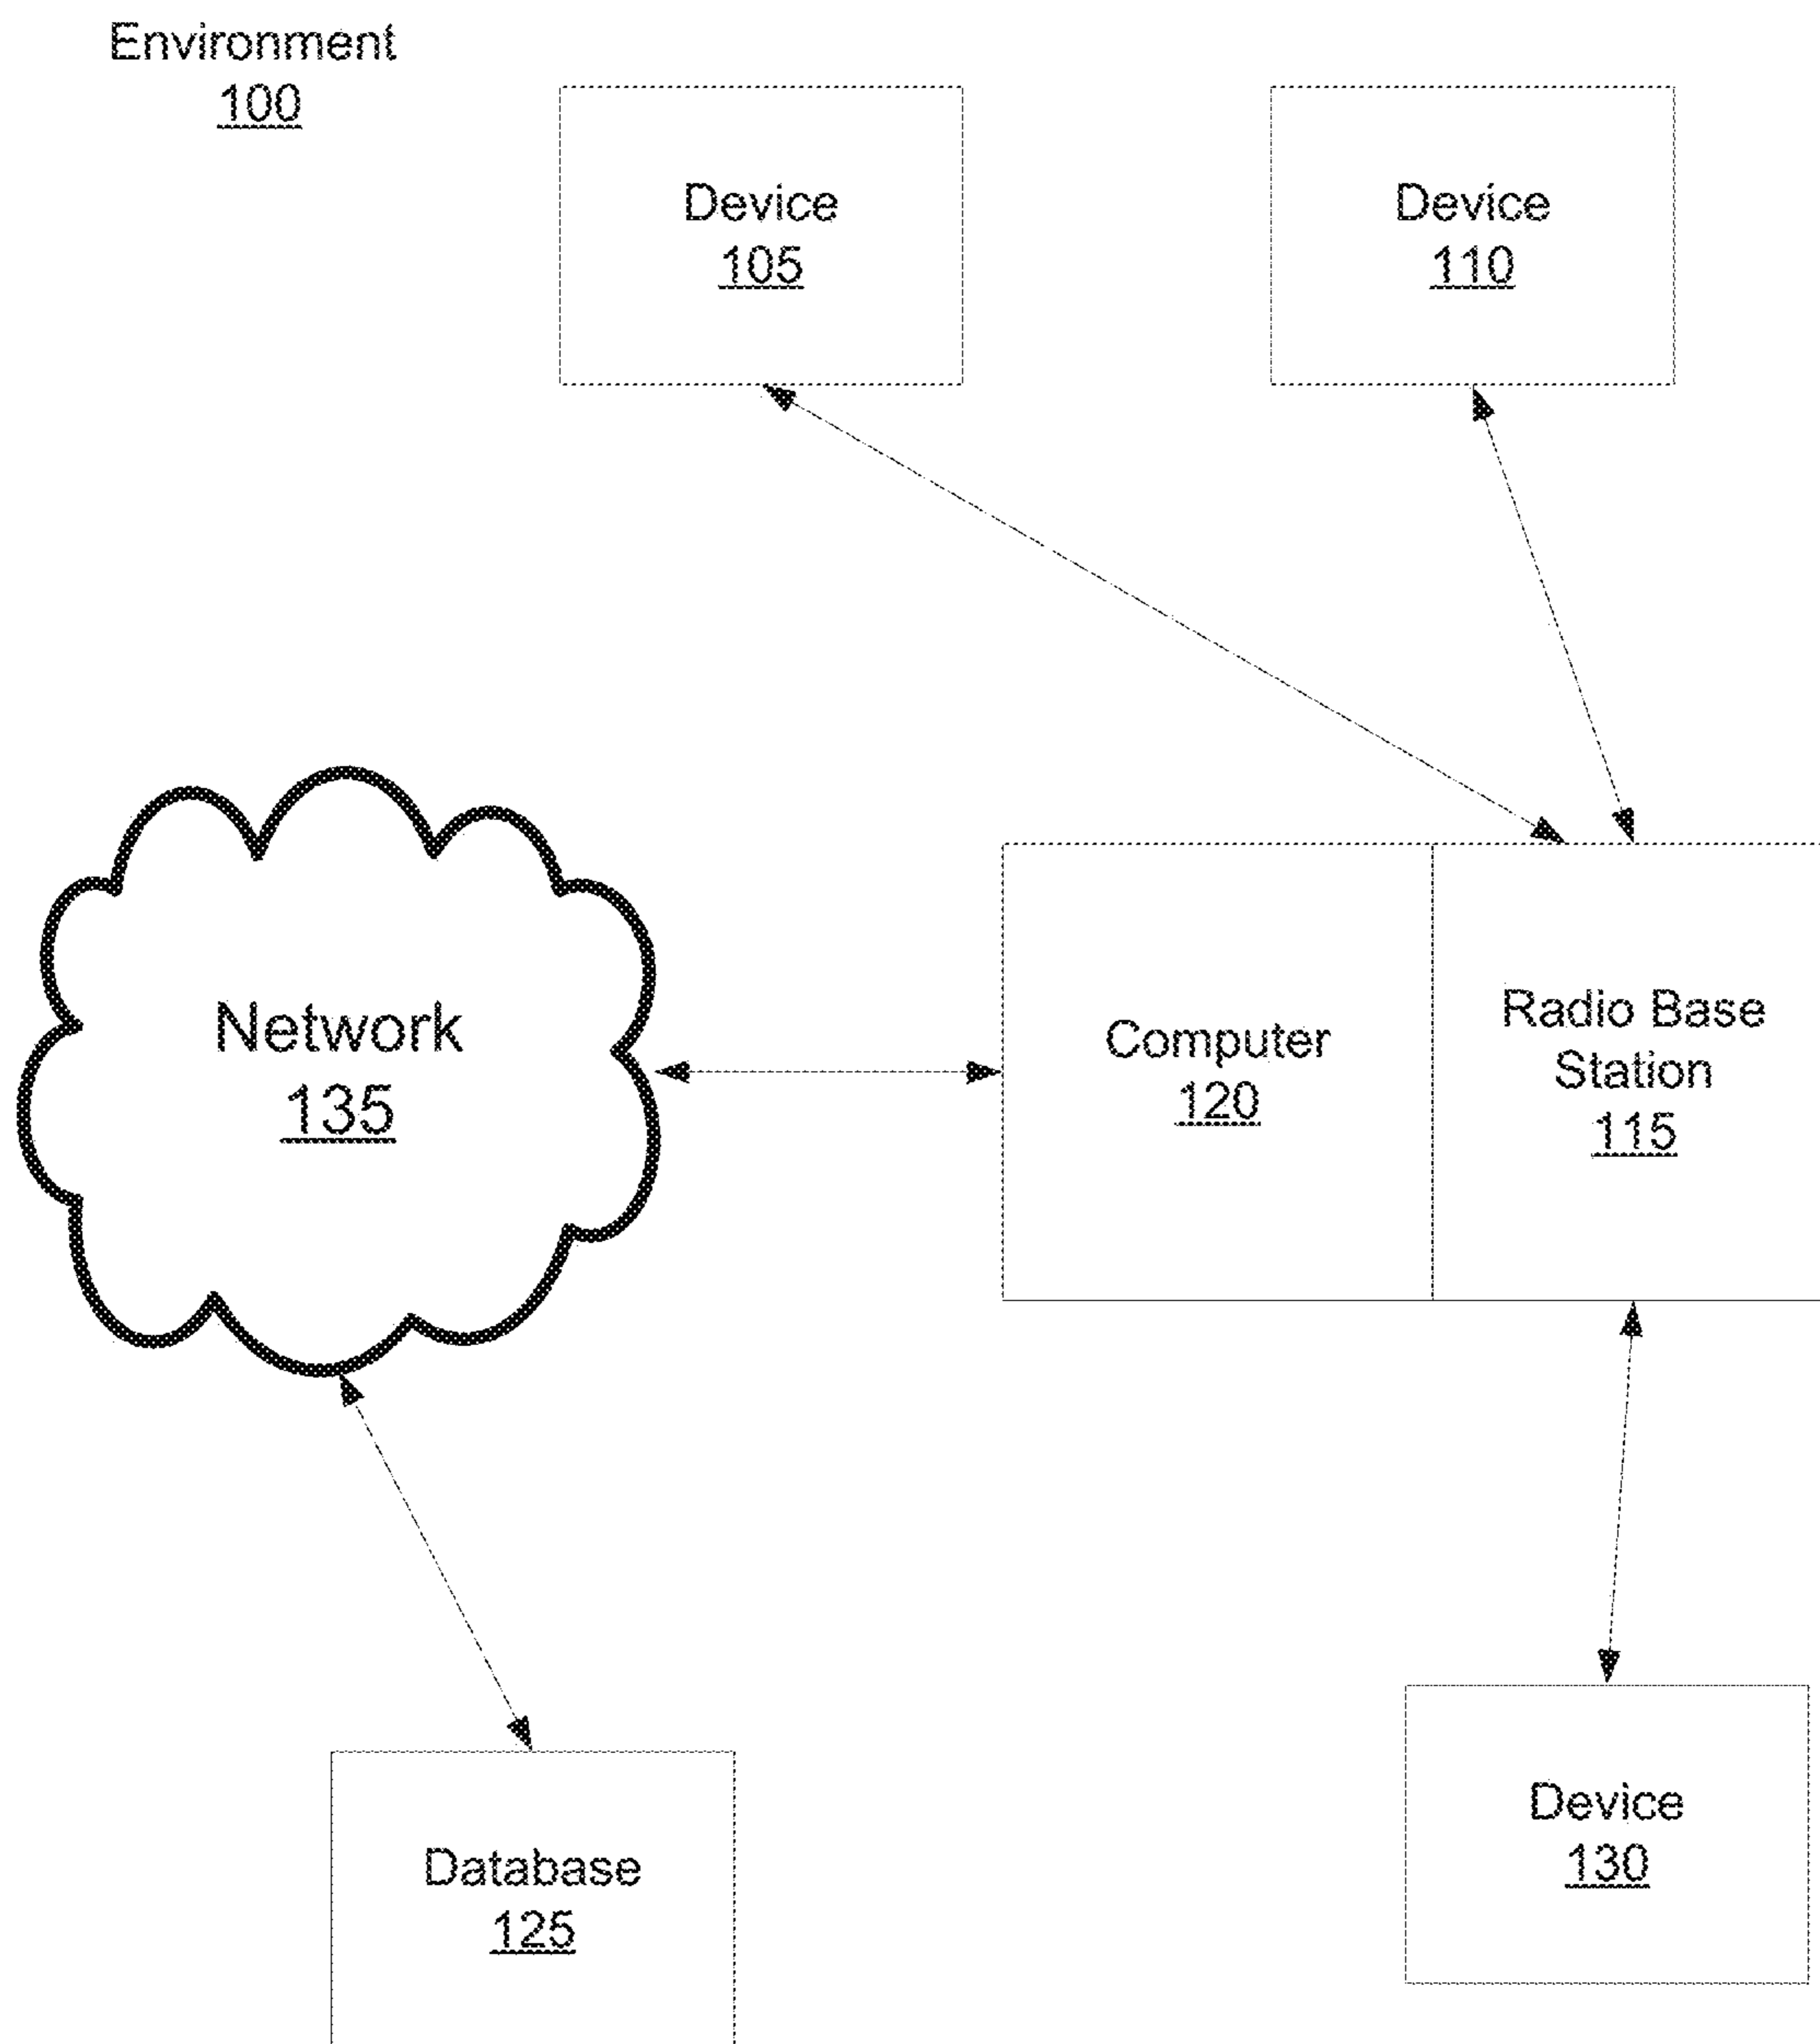 Environment
100
Device
105
Device
110
Network
135
Computer
120
Radio Base
Station
115
Database
125
Device
130